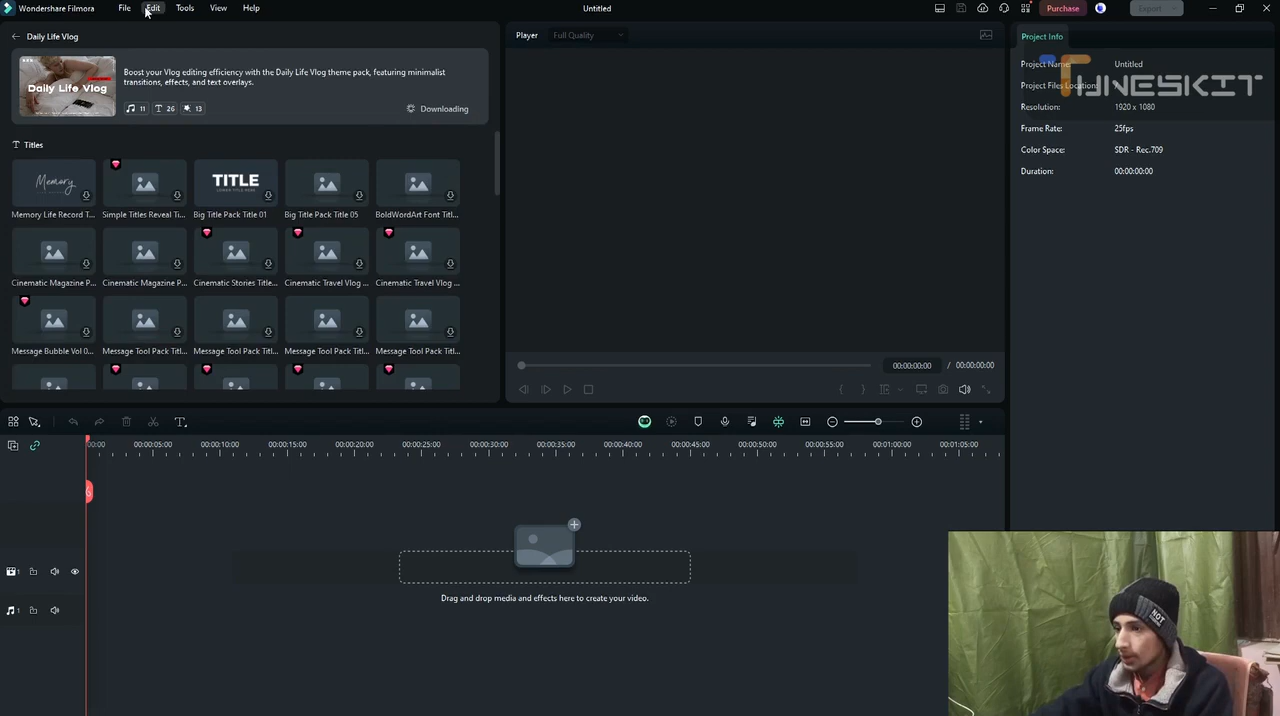 Wondershare Filmora File Edit Tools View Help Untitled Purchase Export
Daily Life Vlog
Daily Life Vlog
Boost your Vlog editing efficiency with the Daily Life Vlog theme pack, featuring minimalist
transitions, effects, and text overlays.
11 T 26 13
Downloading
T Titles
Memory
TITLE
Memory Life Record T... Simple Titles Reveal Ti... Big Title Pack Title 01 Big Title Pack Title 05 BoldWordArt Font Titl...
Cinematic Magazine P... Cinematic Magazine P... Cinematic Stories Title... Cinematic Travel Vlog ... Cinematic Travel Vlog ...
Message Bubble Vol 0... Message Tool Pack Titl... Message Tool Pack Titl... Message Tool Pack Titl... Message Tool Pack Titl...
Player Full Quality
00:00:00:00 / 00:00:00:00
Project Info
Project Name: Untitled
Project Files Location: /
TUNESKIT
Resolution: 1920 x 1080
Frame Rate: 25fps
Color Space: SDR - Rec.709
Duration: 00:00:00:00
00:00 00:00:05:00 00:00:10:00 00:00:15:00 00:00:20:00 00:00:25:00 00:00:30:00 00:00:35:00 00:00:40:00 00:00:45:00 00:00:50:00 00:00:55:00 00:01:00:00 00:01:05:00
Drag and drop media and effects here to create your video.
1
1
NOT